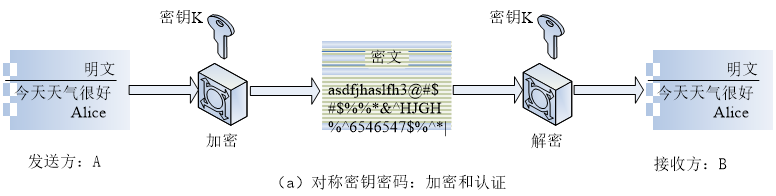 密钥K
密钥K
明文
今天天气很好
Alice
密文
asdfjhaslfh3@#$
#$%%*&^HJGH
%^6546547$%^*|
明文
今天天气很好
Alice
加密
解密
发送方：A
接收方：B
（a）对称密钥密码：加密和认证